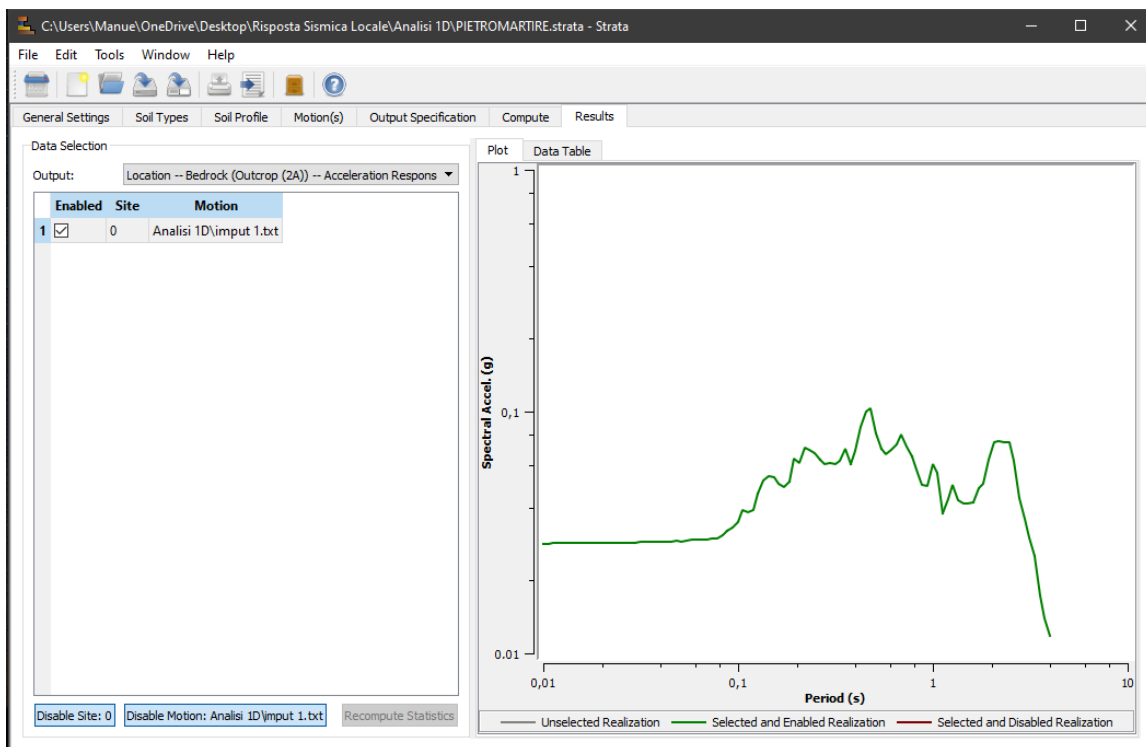 C:\Users\Manue\OneDrive\Desktop\Risposta Sismica Locale\Analisi 1D\PIETROMARTIRE.strata - Strata
File Edit Tools Window Help
General Settings Soil Types Soil Profile Motion(s) Output Specification Compute Results
Data Selection
Output: Location -- Bedrock (Outcrop (2A)) -- Acceleration Respons
Enabled Site Motion
1 0 Analisi 1D\imput 1.txt
Disable Site: 0 Disable Motion: Analisi 1D\imput 1.txt Recompute Statistics
Plot Data Table
1
0,1
0.01
Spectral Accel. (g)
0,01 0,1 1 10
Period (s)
Unselected Realization Selected and Enabled Realization Selected and Disabled Realization